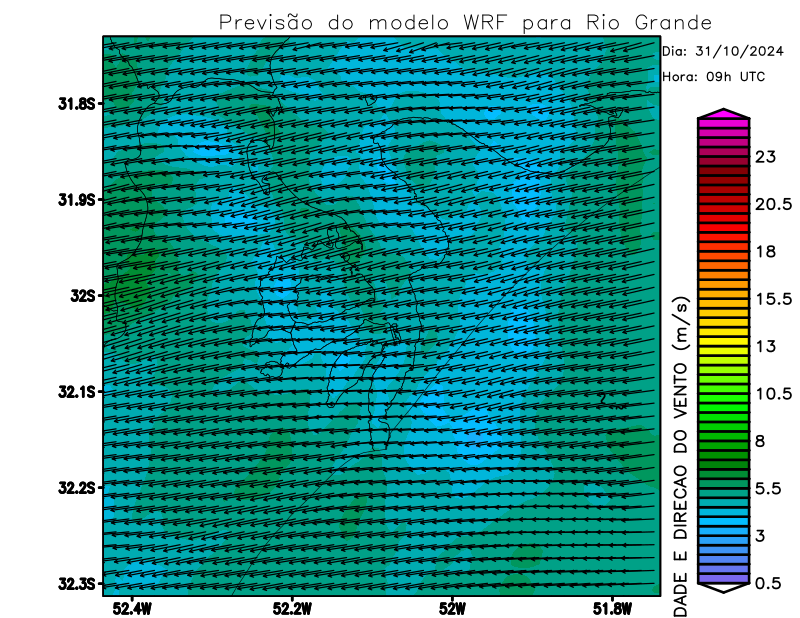 Previsão do modelo WRF para Rio Grande
Dia: 31/10/2024
Hora: 09h UTC
31.8S
31.9S
32S
32.1S
32.2S
32.3S
52.4W
52.2W
52W
51.8W
DADE E DIRECAO DO VENTO (m/s)
23
20.5
18
15.5
13
10.5
8
5.5
3
0.5